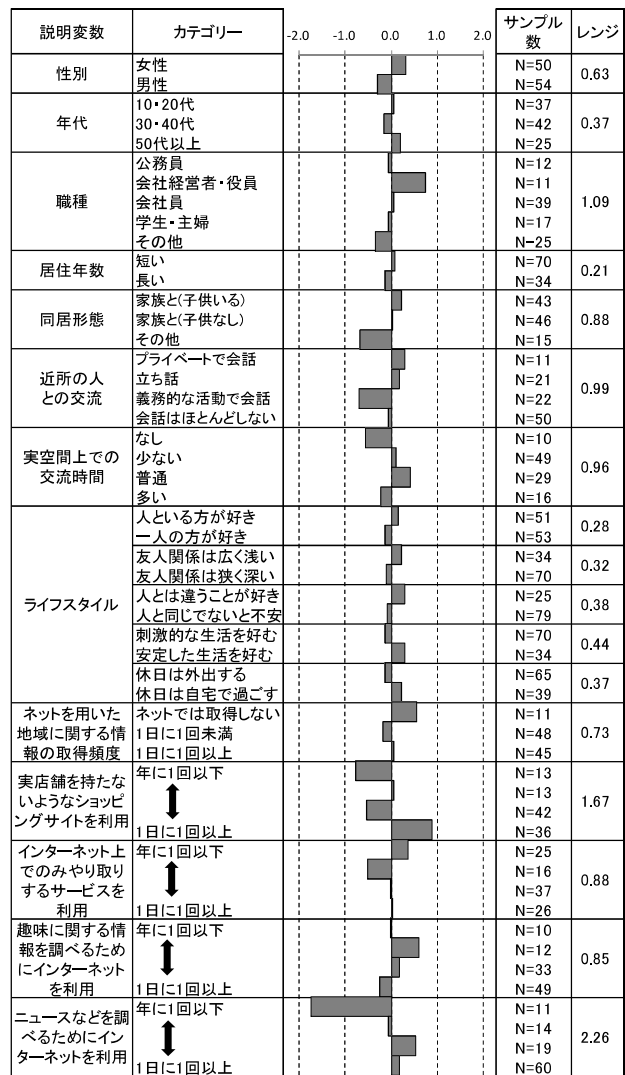 説明変数 カテゴリー -2.0 -1.0 0.0 1.0 2.0 サンプル数 レンジ
性別 女性 N=50 0.63
男性 N=54
年代 10・20代 N=37 0.37
30・40代 N=42
50代以上 N=25
職種 公務員 N=12 1.09
会社経営者・役員 N=11
会社員 N=39
学生・主婦 N=17
その他 N-25
居住年数 短い N=70 0.21
長い N=34
同居形態 家族と(子供いる) N=43 0.88
家族と(子供なし) N=46
その他 N=15
近所の人
との交流 プライベートで会話 N=11 0.99
立ち話 N=21
義務的な活動で会話 N=22
会話はほとんどしない N=50
実空間上での
交流時間 なし N=10 0.96
少ない N=49
普通 N=29
多い N=16
ライフスタイル 人といる方が好き N=51 0.28
一人の方が好き N=53
友人関係は広く浅い N=34 0.32
友人関係は狭く深い N=70
人とは違うことが好き N=25 0.38
人と同じでないと不安 N=79
刺激的な生活を好む N=70 0.44
安定した生活を好む N=34
休日は外出する N=65 0.37
休日は自宅で過ごす N=39
ネットを用いた
地域に関する情
報の取得頻度 ネットでは取得しない N=11 0.73
1日に1回未満 N=48
1日に1回以上 N=45
実店舗を持たな
いようなショッピ
ングサイトを利用 年に1回以下 N=13 1.67
N=13
N=42
1日に1回以上 N=36
インターネット上
でのみやり取り
するサービスを
利用 年に1回以下 N=25 0.88
N=16
N=37
1日に1回以上 N=26
趣味に関する情
報を調べるため
にインターネット
を利用 年に1回以下 N=10 0.85
N=12
N=33
1日に1回以上 N=49
ニュースなどを調
べるためにイン
ターネットを利用 年に1回以下 N=11 2.26
N=14
N=19
1日に1回以上 N=60